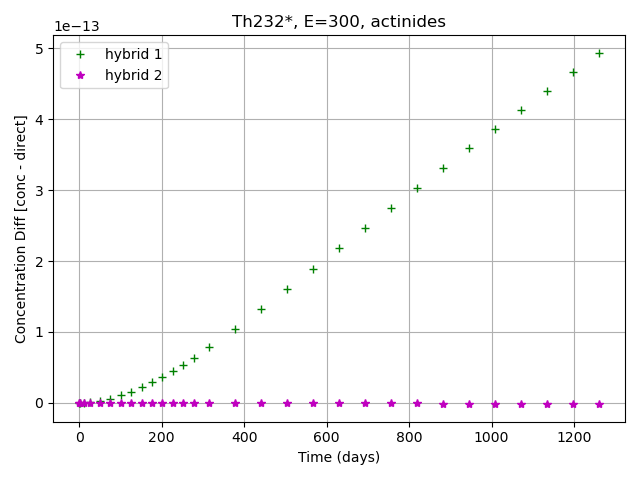 Th232*, E=300, actinides
1e−13
hybrid 1
hybrid 2
5
4
3
2
1
0
Concentration Diff [conc - direct]
0 200 400 600 800 1000 1200
Time (days)